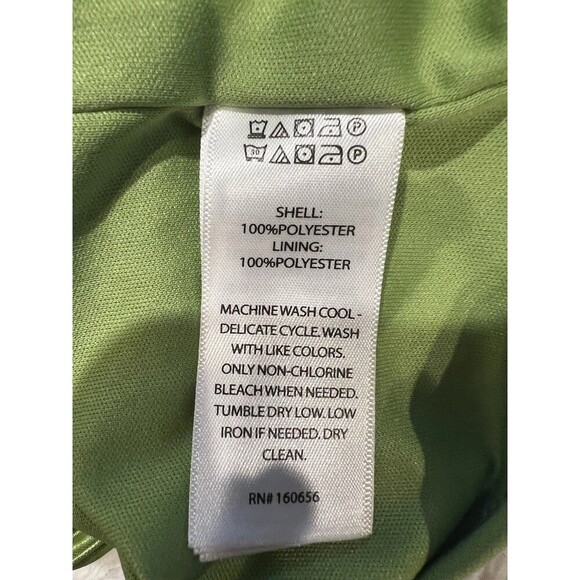 30
P
P
SHELL:
100%POLYESTER
LINING:
100%POLYESTER
MACHINE WASH COOL -
DELICATE CYCLE. WASH
WITH LIKE COLORS.
ONLY NON-CHLORINE
BLEACH WHEN NEEDED.
TUMBLE DRY LOW. LOW
IRON IF NEEDED. DRY
CLEAN.
RN# 160656